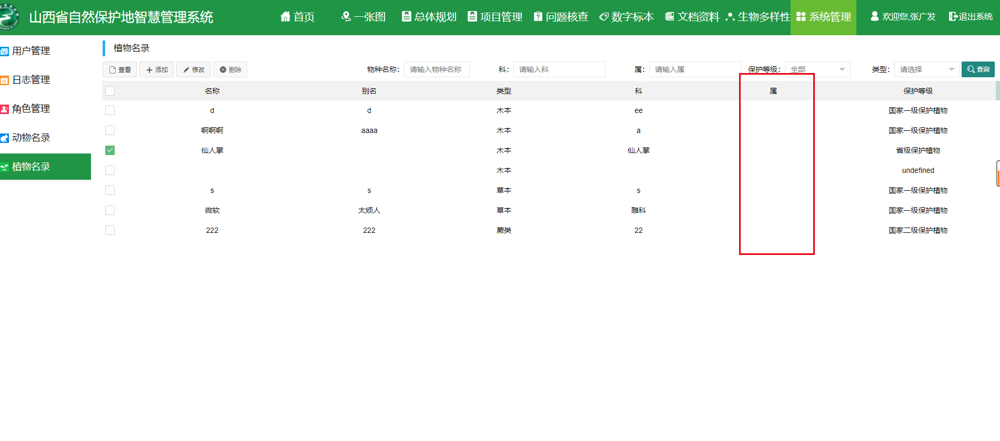 山西省自然保护地智慧管理系统 首页 一张图 总体规划 项目管理 问题核查 数字标本 文档资料 生物多样性 系统管理 欢迎您,张广发 退出系统
用户管理
日志管理
角色管理
动物名录
植物名录
植物名录
查看 添加 修改 删除 物种名称: 请输入物种名称 科: 请输入科 属: 请输入属 保护等级: 全部 类型: 请选择 查询
名称 别名 类型 科 属 保护等级
d d 木本 ee 国家一级保护植物
啊啊啊 aaaa 木本 a 国家一级保护植物
仙人掌 木本 仙人掌 省级保护植物
木本 undefined
s s 草本 s 国家一级保护植物
微软 太烦人 草本 雕科 国家一级保护植物
222 222 蕨类 22 国家二级保护植物